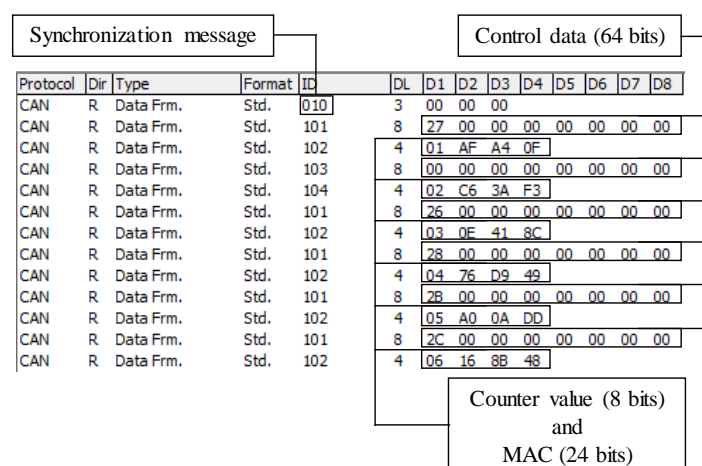 Synchronization message
Control data (64 bits)
Protocol Dir Type Format ID DL D1 D2 D3 D4 D5 D6 D7 D8
CAN R Data Frm. Std. 010 3 00 00 00
CAN R Data Frm. Std. 101 8 27 00 00 00 00 00 00 00
CAN R Data Frm. Std. 102 4 01 AF A4 0F
CAN R Data Frm. Std. 103 8 00 00 00 00 00 00 00 00
CAN R Data Frm. Std. 104 4 02 C6 3A F3
CAN R Data Frm. Std. 101 8 26 00 00 00 00 00 00 00
CAN R Data Frm. Std. 102 4 03 0E 41 8C
CAN R Data Frm. Std. 101 8 28 00 00 00 00 00 00 00
CAN R Data Frm. Std. 102 4 04 76 D9 49
CAN R Data Frm. Std. 101 8 2B 00 00 00 00 00 00 00
CAN R Data Frm. Std. 102 4 05 A0 0A DD
CAN R Data Frm. Std. 101 8 2C 00 00 00 00 00 00 00
CAN R Data Frm. Std. 102 4 06 16 8B 48
Counter value (8 bits)
and
MAC (24 bits)